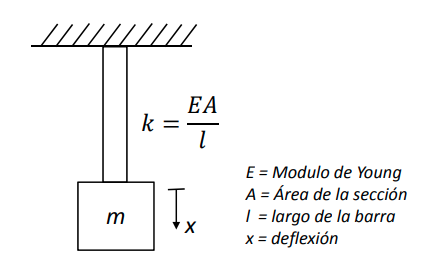 k = EA/l
E = Modulo de Young
A = Área de la sección
l = largo de la barra
x = deflexión
m
x